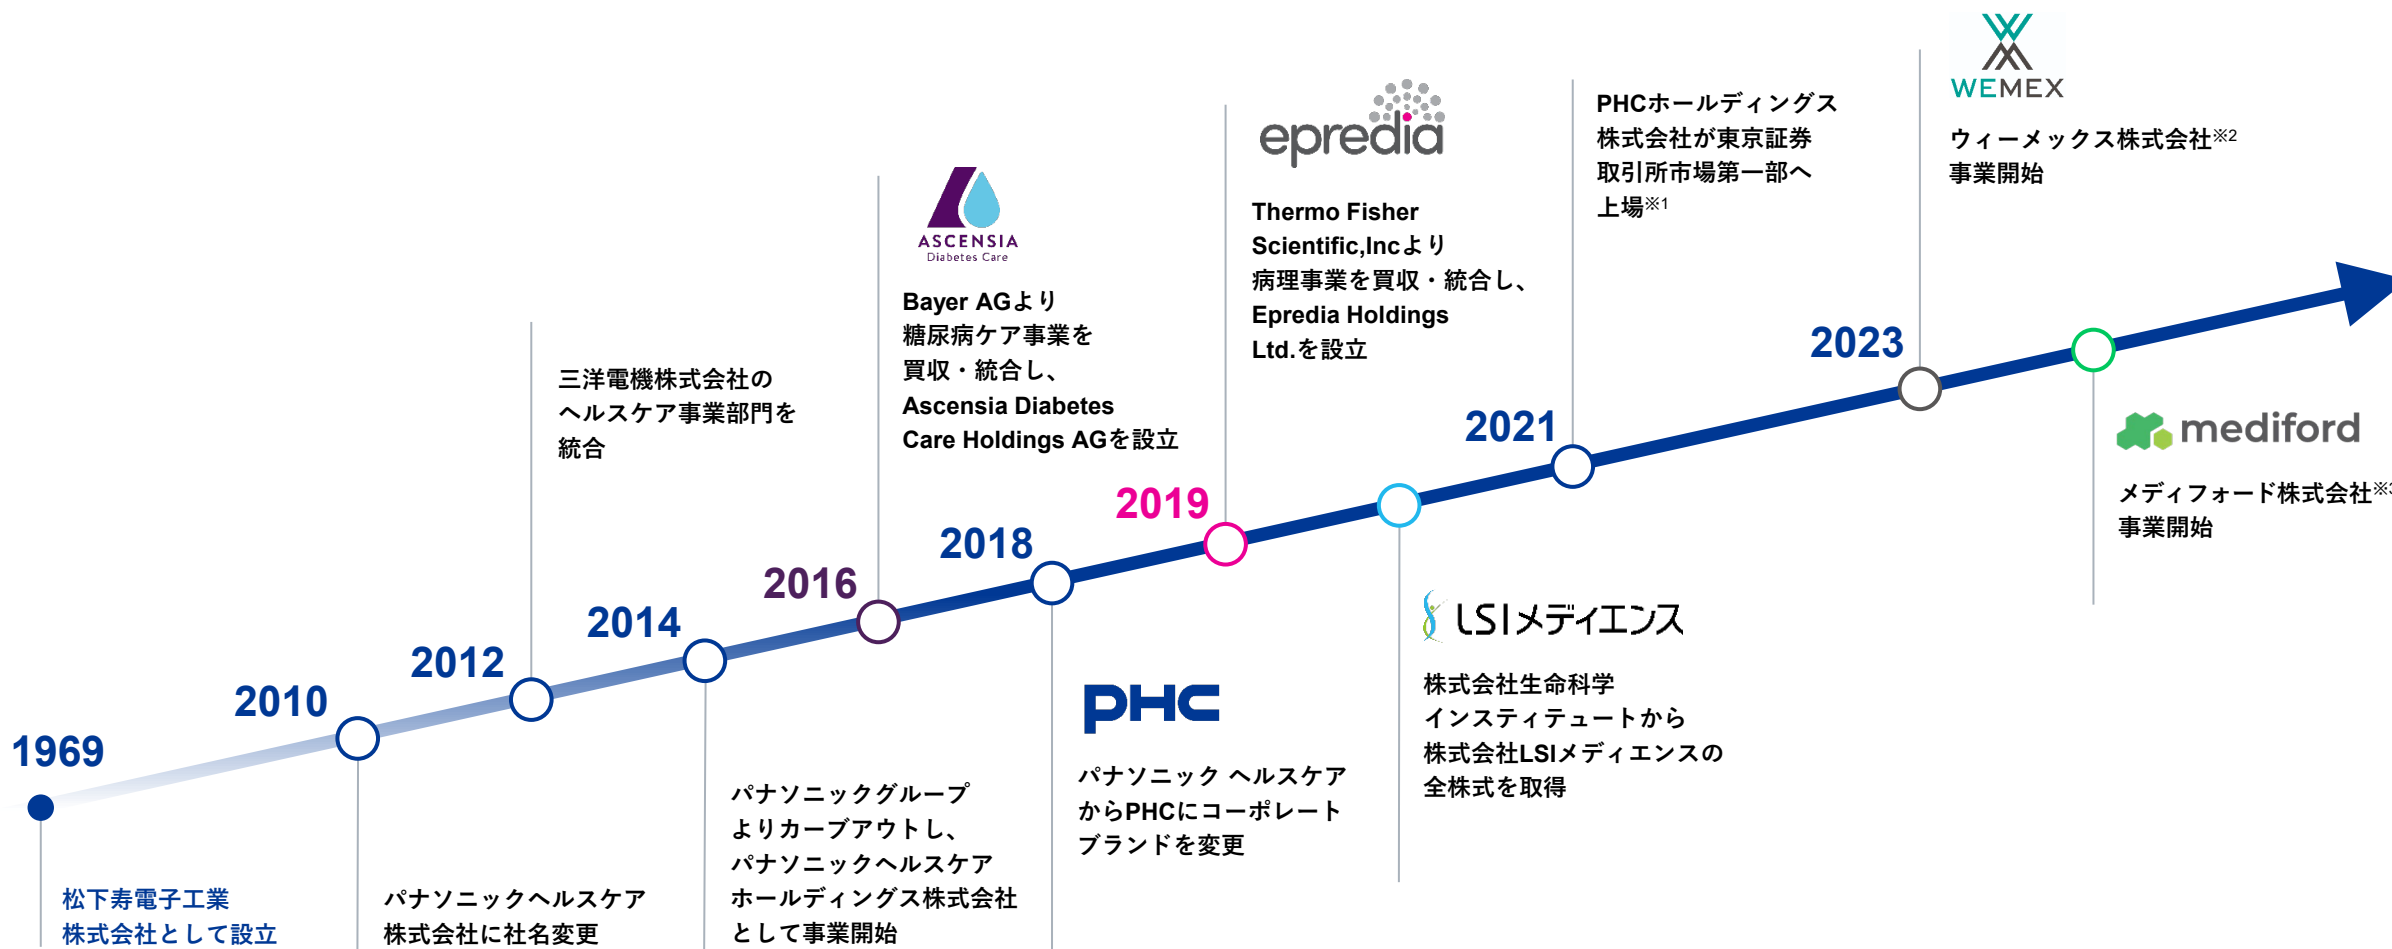 1969
松下寿電子工業
株式会社として設立
2010
パナソニックヘルスケア
株式会社に社名変更
2012
三洋電機株式会社の
ヘルスケア事業部門を
統合
2014
パナソニックグループ
よりカーブアウトし、
パナソニックヘルスケア
ホールディングス株式会社
として事業開始
2016
ASCENSIA
Diabetes Care
Bayer AGより
糖尿病ケア事業を
買収・統合し、
Ascensia Diabetes
Care Holdings AGを設立
2018
PHC
パナソニック ヘルスケア
からPHCにコーポレート
ブランドを変更
2019
epredia
Thermo Fisher
Scientific,Incより
病理事業を買収・統合し、
Epredia Holdings
Ltd.を設立
LSIメディエンス
株式会社生命科学
インスティテュートから
株式会社LSIメディエンスの
全株式を取得
2021
PHCホールディングス
株式会社が東京証券
取引所市場第一部へ
上場※1
2023
WEMEX
ウィーメックス株式会社※2
事業開始
mediford
メディフォード株式会社※3
事業開始